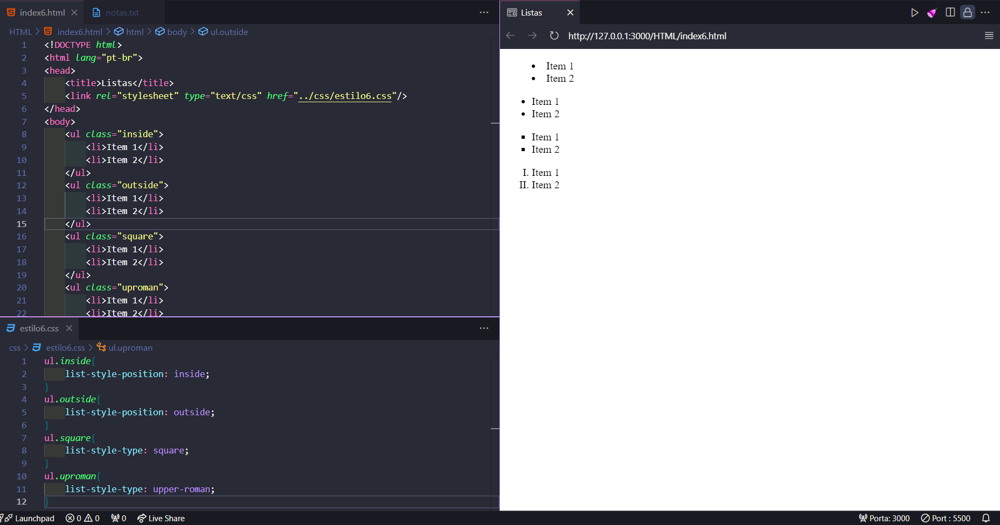 index6.html
notas.txt
HTML > index6.html > html > body > ul.outside
1 <!DOCTYPE html>
2 <html lang="pt-br">
3 <head>
4 <title>Listas</title>
5 <link rel="stylesheet" type="text/css" href="../css/estilo6.css"/>
6 </head>
7 <body>
8 <ul class="inside">
9 <li>Item 1</li>
10 <li>Item 2</li>
11 </ul>
12 <ul class="outside">
13 <li>Item 1</li>
14 <li>Item 2</li>
15 </ul>
16 <ul class="square">
17 <li>Item 1</li>
18 <li>Item 2</li>
19 </ul>
20 <ul class="uproman">
21 <li>Item 1</li>
22 <li>Item 2</li>
estilo6.css
css > estilo6.css > ul.uproman
1 ul.inside{
2 list-style-position: inside;
3 }
4 ul.outside{
5 list-style-position: outside;
6 }
7 ul.square{
8 list-style-type: square;
9 }
10 ul.uproman{
11 list-style-type: upper-roman;
12 }
Listas
http://127.0.0.1:3000/HTML/index6.html
• Item 1
• Item 2
• Item 1
• Item 2
▪ Item 1
▪ Item 2
I. Item 1
II. Item 2
Launchpad 0 0 0 Live Share
Porta: 3000 Port : 5500